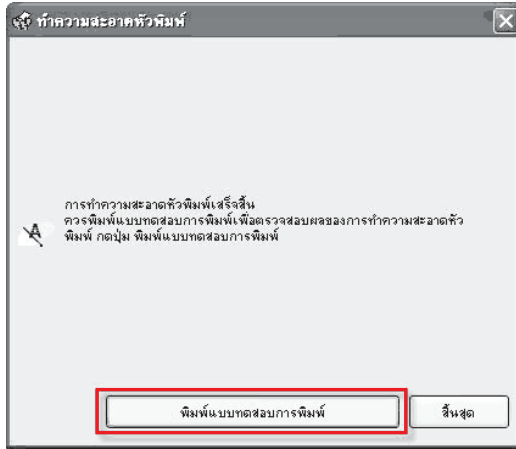 ทำความสะอาดหัวพิมพ์
การทำความสะอาดหัวพิมพ์เสร็จสิ้น
ควรพิมพ์แบบทดสอบการพิมพ์เพื่อตรวจสอบผลของการทำความสะอาดหัว
พิมพ์ กดปุ่ม พิมพ์แบบทดสอบการพิมพ์
พิมพ์แบบทดสอบการพิมพ์
สิ้นสุด